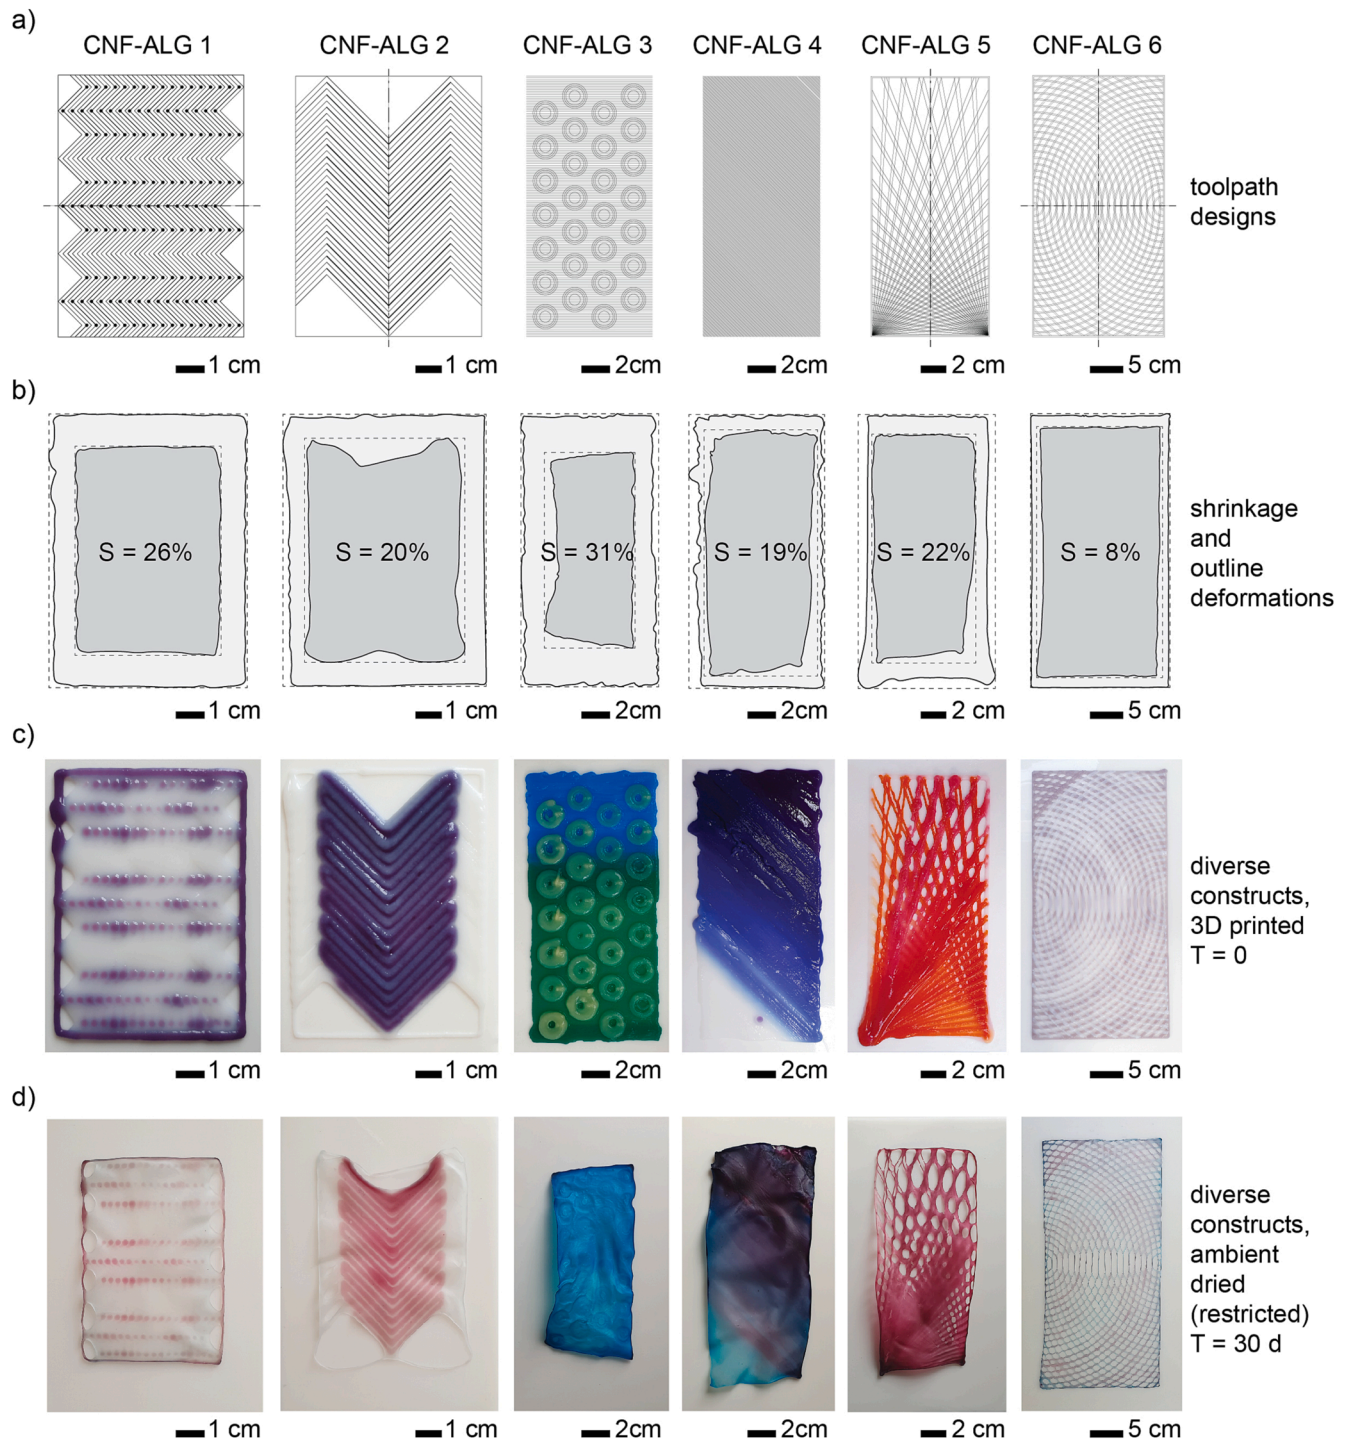 a)
CNF-ALG 1
CNF-ALG 2
CNF-ALG 3
CNF-ALG 4
CNF-ALG 5
CNF-ALG 6
toolpath
designs
1 cm
1 cm
2cm
2cm
2 cm
5 cm
b)
S = 26%
S = 20%
S = 31%
S = 19%
S = 22%
S = 8%
shrinkage
and
outline
deformations
1 cm
1 cm
2cm
2cm
2 cm
5 cm
c)
diverse
constructs,
3D printed
T = 0
1 cm
1 cm
2cm
2cm
2 cm
5 cm
d)
diverse
constructs,
ambient
dried
(restricted)
T = 30 d
1 cm
1 cm
2cm
2cm
2 cm
5 cm